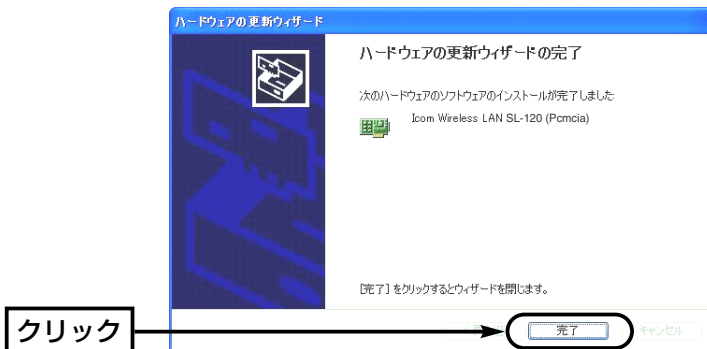 ハードウェアの更新ウィザード
ハードウェアの更新ウィザードの完了
次のハードウェアのソフトウェアのインストールが完了しました:
Icom Wireless LAN SL-120 (Pcmcia)
[完了] をクリックするとウィザードを閉じます。
クリック
完了
キャンセル